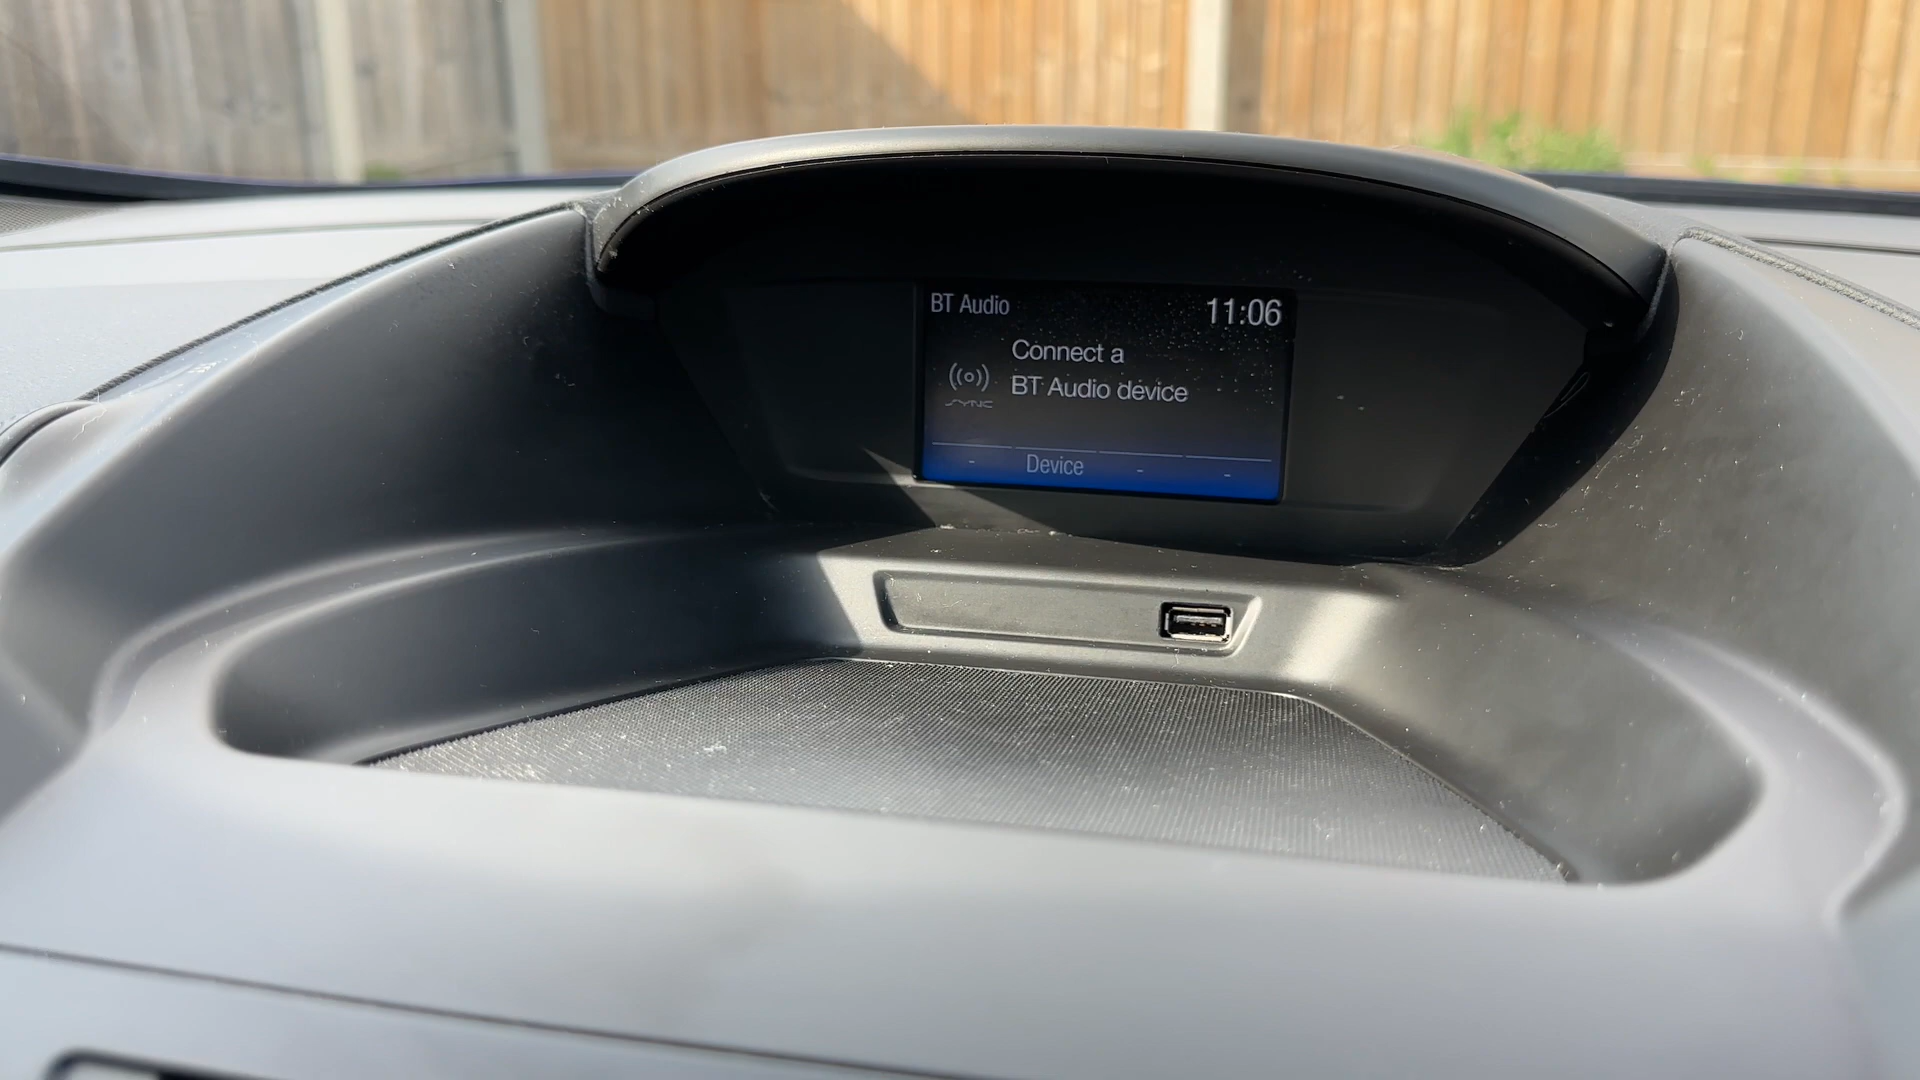 BT Audio
11:06
Connect a
BT Audio device
SYNC
- Device - -